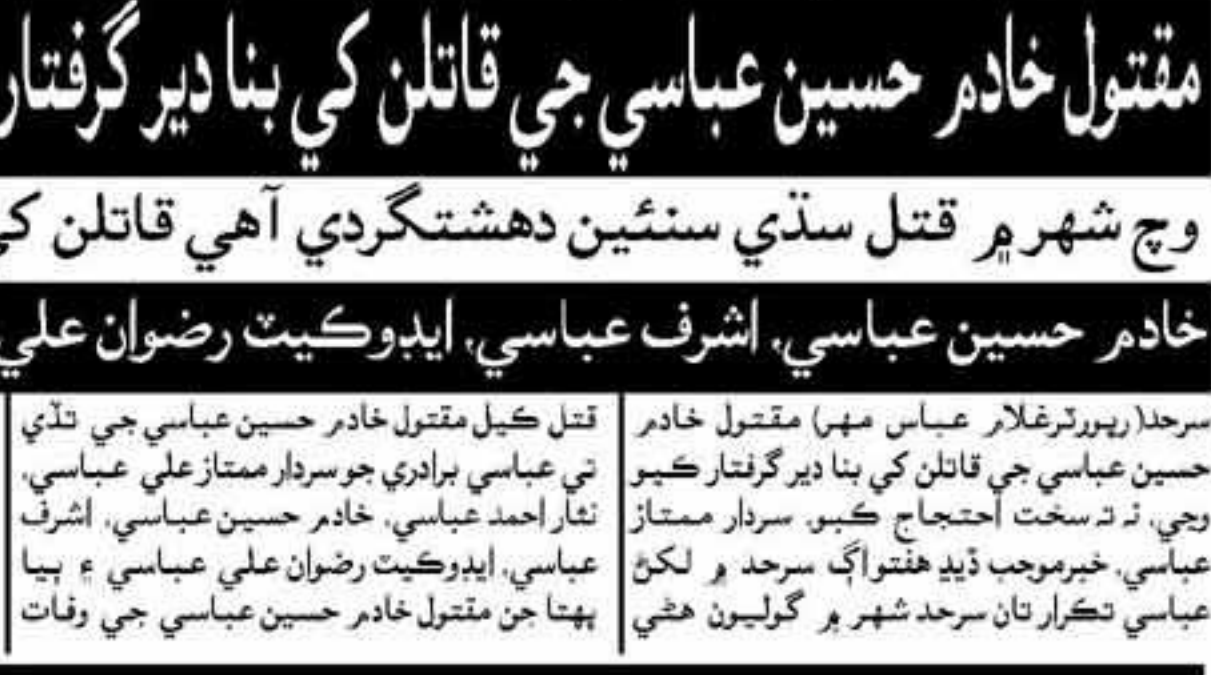 مقتول خادم حسين عباسي جي قاتلن کي بنا دير گرفتار
وچ شهر ۾ قتل سڌي سنئين دهشتگردي آهي قاتلن کي
خادم حسين عباسي، اشرف عباسي، ايڊوڪيٽ رضوان علي
سرحد(رپورٽرغلام عباس مهر) مقتول خادم
حسين عباسي جي قاتلن کي بنا دير گرفتار ڪيو
وڃي، نه ته سخت احتجاج ڪبو. سردار ممتاز
عباسي، خبرموجب ڏيڍ هفتو اڳ سرحد ۾ لکڻ
عباسي تڪرار تان سرحد شهر ۾ گوليون هڻي
قتل ڪيل مقتول خادم حسين عباسي جي تڏي
تي عباسي برادري جو سردار ممتاز علي عباسي،
نثار احمد عباسي، خادم حسين عباسي، اشرف
عباسي، ايڊوڪيٽ رضوان علي عباسي ۽ ٻيا
پهتا جن مقتول خادم حسين عباسي جي وفات